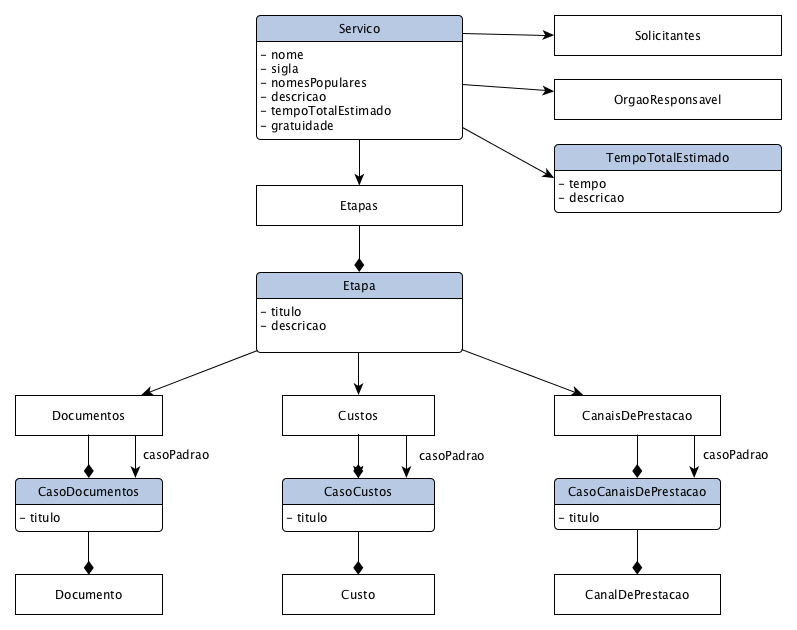 Servico
– nome
– sigla
– nomesPopulares
– descricao
– tempoTotalEstimado
– gratuidade
Solicitantes
OrgaoResponsavel
TempoTotalEstimado
– tempo
– descricao
Etapas
Etapa
– titulo
– descricao
Documentos
Custos
CanaisDePrestacao
casoPadrao
casoPadrao
casoPadrao
CasoDocumentos
– titulo
CasoCustos
– titulo
CasoCanaisDePrestacao
– titulo
Documento
Custo
CanalDePrestacao